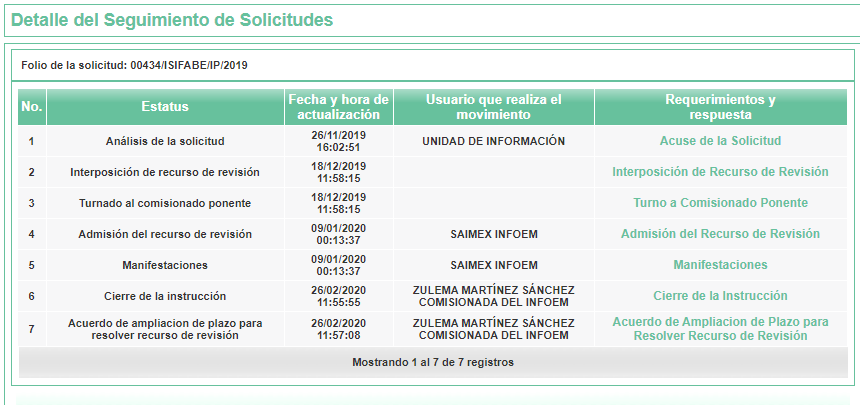 Detalle del Seguimiento de Solicitudes
Folio de la solicitud: 00434/ISIFABE/IP/2019
No. Estatus Fecha y hora de actualización Usuario que realiza el movimiento Requerimientos y respuesta
1 Análisis de la solicitud 26/11/2019 16:02:51 UNIDAD DE INFORMACIÓN Acuse de la Solicitud
2 Interposición de recurso de revisión 18/12/2019 11:58:15 Interposición de Recurso de Revisión
3 Turnado al comisionado ponente 18/12/2019 11:58:15 Turno a Comisionado Ponente
4 Admisión del recurso de revisión 09/01/2020 00:13:37 SAIMEX INFOEM Admisión del Recurso de Revisión
5 Manifestaciones 09/01/2020 00:13:37 SAIMEX INFOEM Manifestaciones
6 Cierre de la instrucción 26/02/2020 11:55:55 ZULEMA MARTÍNEZ SÁNCHEZ COMISIONADA DEL INFOEM Cierre de la Instrucción
7 Acuerdo de ampliacion de plazo para resolver recurso de revisión 26/02/2020 11:57:08 ZULEMA MARTÍNEZ SÁNCHEZ COMISIONADA DEL INFOEM Acuerdo de Ampliacion de Plazo para Resolver Recurso de Revisión
Mostrando 1 al 7 de 7 registros